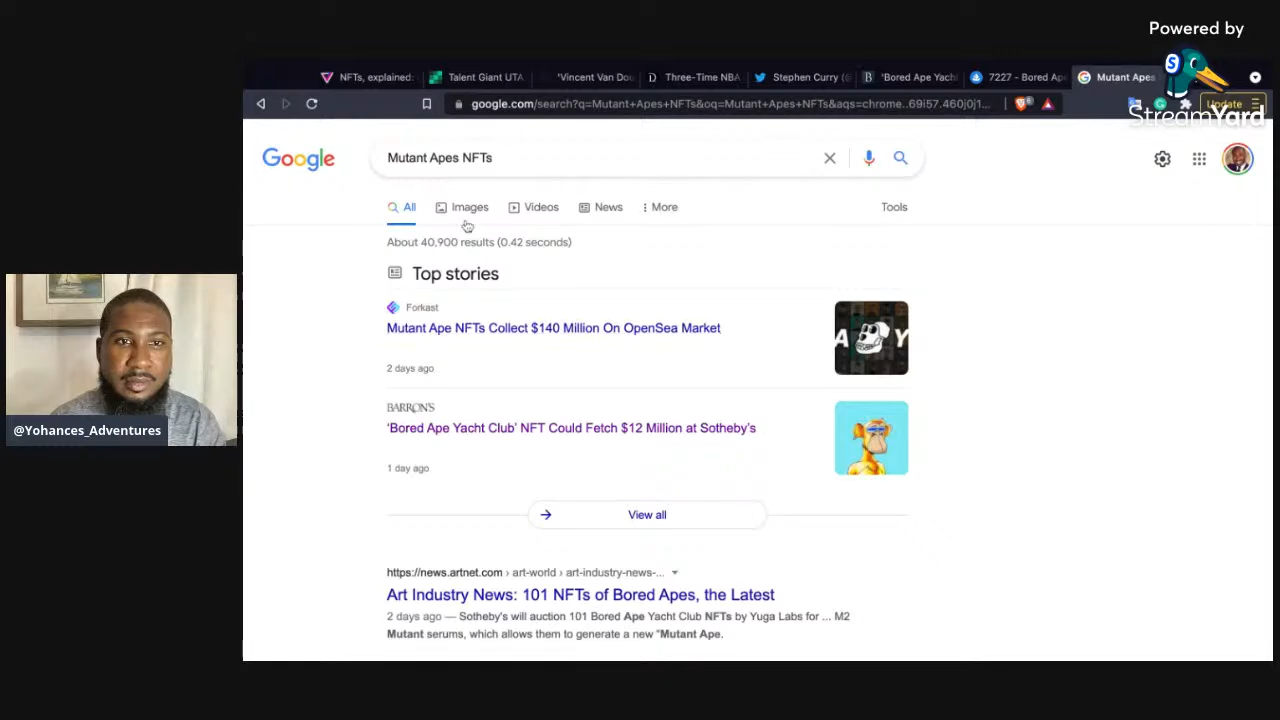 Powered by
StreamYard
NFTs, explained:
Talent Giant UTA
'Vincent Van Dou
Three-Time NBA
Stephen Curry (@
'Bored Ape Yach
7227 - Bored Ape
Mutant Apes
google.com/search?q=Mutant+Apes+NFTs&oq=Mutant+Apes+NFTs&aqs=chrome..69i57.460j0j1...
Update
Google
Mutant Apes NFTs
All
Images
Videos
News
More
Tools
About 40,900 results (0.42 seconds)
Top stories
Forkast
Mutant Ape NFTs Collect $140 Million On OpenSea Market
2 days ago
BARRON'S
'Bored Ape Yacht Club' NFT Could Fetch $12 Million at Sotheby's
1 day ago
View all
https://news.artnet.com › art-world › art-industry-news-...
Art Industry News: 101 NFTs of Bored Apes, the Latest
2 days ago — Sotheby's will auction 101 Bored Ape Yacht Club NFTs by Yuga Labs for ... M2
Mutant serums, which allows them to generate a new "Mutant Ape.
@Yohances_Adventures